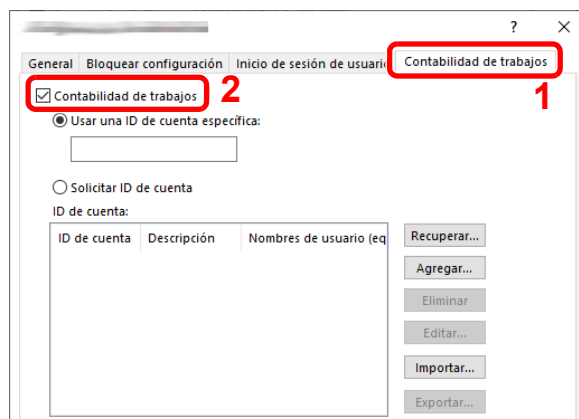 ?
General Bloquear configuración Inicio de sesión de usuari Contabilidad de trabajos
1
Contabilidad de trabajos 2
Usar una ID de cuenta específica:
Solicitar ID de cuenta
ID de cuenta:
ID de cuenta Descripción Nombres de usuario (eq
Recuperar...
Agregar...
Eliminar
Editar...
Importar...
Exportar...